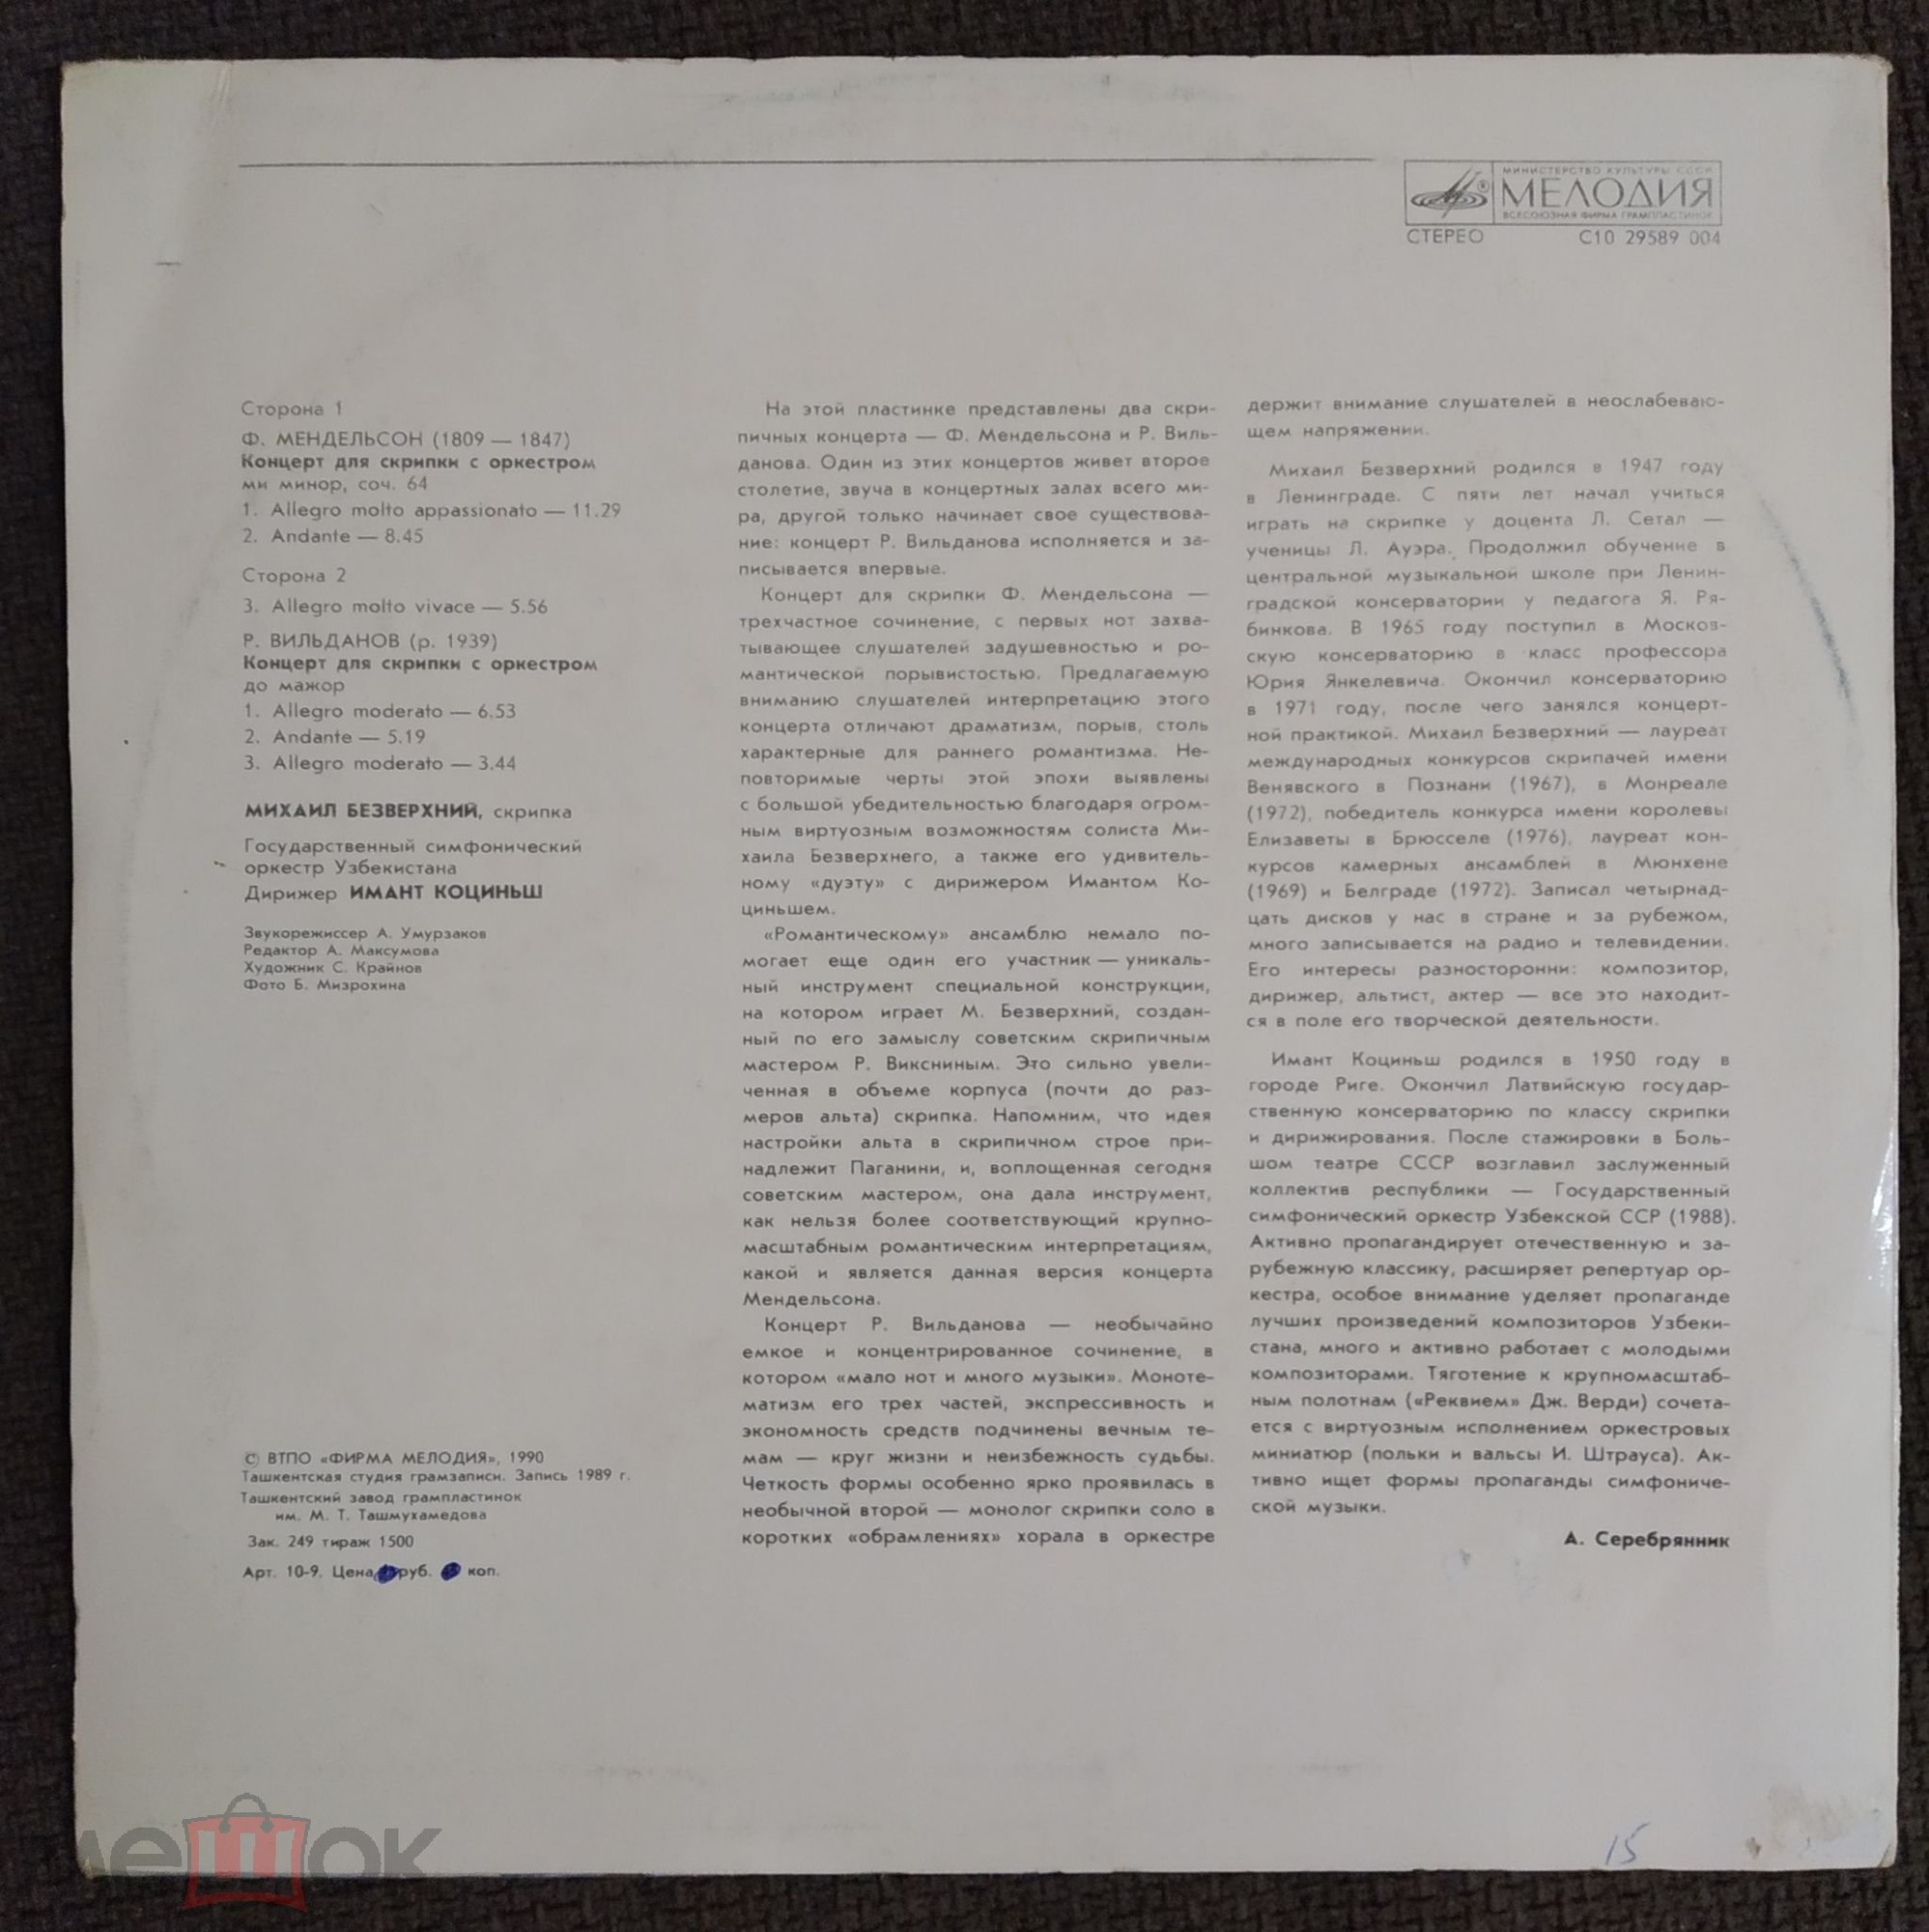 МИНИСТЕРСТВО КУЛЬТУРЫ СССР
МЕЛОДИЯ
ВСЕСОЮЗНАЯ ФИРМА ГРАМПЛАСТИНОК
СТЕРЕО С10 29589 004
Сторона 1
Ф. МЕНДЕЛЬСОН (1809 — 1847)
Концерт для скрипки с оркестром
ми минор, соч. 64
1. Allegro molto appassionato — 11.29
2. Andante — 8.45
Сторона 2
3. Allegro molto vivace — 5.56
Р. ВИЛЬДАНОВ (р. 1939)
Концерт для скрипки с оркестром
до мажор
1. Allegro moderato — 6.53
2. Andante — 5.19
3. Allegro moderato — 3.44
МИХАИЛ БЕЗВЕРХНИЙ, скрипка
Государственный симфонический
оркестр Узбекистана
Дирижер ИМАНТ КОЦИНЬШ
Звукорежиссер А. Умурзаков
Редактор А. Максумова
Художник С. Крайнов
Фото Б. Мизрохина
© ВТПО «ФИРМА МЕЛОДИЯ», 1990
Ташкентская студия грамзаписи. Запись 1989 г.
Ташкентский завод грампластинок
им. М. Т. Ташмухамедова
Зак. 249 тираж 1500
Арт. 10-9. Цена руб. коп.
На этой пластинке представлены два скри-
пичных концерта — Ф. Мендельсона и Р. Виль-
данова. Один из этих концертов живет второе
столетие, звуча в концертных залах всего ми-
ра, другой только начинает свое существова-
ние: концерт Р. Вильданова исполняется и за-
писывается впервые.
Концерт для скрипки Ф. Мендельсона —
трехчастное сочинение, с первых нот захва-
тывающее слушателей задушевностью и ро-
мантической порывистостью. Предлагаемую
вниманию слушателей интерпретацию этого
концерта отличают драматизм, порыв, столь
характерные для раннего романтизма. Не-
повторимые черты этой эпохи выявлены
с большой убедительностью благодаря огром-
ным виртуозным возможностям солиста Ми-
хаила Безверхнего, а также его удивитель-
ному «дуэту» с дирижером Имантом Ко-
циньшем.
«Романтическому» ансамблю немало по-
могает еще один его участник — уникаль-
ный инструмент специальной конструкции,
на котором играет М. Безверхний, создан-
ный по его замыслу советским скрипичным
мастером Р. Виксниным. Это сильно увели-
ченная в объеме корпуса (почти до раз-
меров альта) скрипка. Напомним, что идея
настройки альта в скрипичном строе при-
надлежит Паганини, и, воплощенная сегодня
советским мастером, она дала инструмент,
как нельзя более соответствующий крупно-
масштабным романтическим интерпретациям,
какой и является данная версия концерта
Мендельсона.
Концерт Р. Вильданова — необычайно
емкое и концентрированное сочинение, в
котором «мало нот и много музыки». Моноте-
матизм его трех частей, экспрессивность и
экономность средств подчинены вечным те-
мам — круг жизни и неизбежность судьбы.
Четкость формы особенно ярко проявилась в
необычной второй — монолог скрипки соло в
коротких «обрамлениях» хорала в оркестре
держит внимание слушателей в неослабеваю-
щем напряжении.
Михаил Безверхний родился в 1947 году
в Ленинграде. С пяти лет начал учиться
играть на скрипке у доцента Л. Сетал —
ученицы Л. Ауэра. Продолжил обучение в
центральной музыкальной школе при Ленин-
градской консерватории у педагога Я. Ря-
бинкова. В 1965 году поступил в Москов-
скую консерваторию в класс профессора
Юрия Янкелевича. Окончил консерваторию
в 1971 году, после чего занялся концерт-
ной практикой. Михаил Безверхний — лауреат
международных конкурсов скрипачей имени
Венявского в Познани (1967), в Монреале
(1972), победитель конкурса имени королевы
Елизаветы в Брюсселе (1976), лауреат кон-
курсов камерных ансамблей в Мюнхене
(1969) и Белграде (1972). Записал четырнад-
цать дисков у нас в стране и за рубежом,
много записывается на радио и телевидении.
Его интересы разносторонни: композитор,
дирижер, альтист, актер — все это находит-
ся в поле его творческой деятельности.
Имант Коциньш родился в 1950 году в
городе Риге. Окончил Латвийскую государ-
ственную консерваторию по классу скрипки
и дирижирования. После стажировки в Боль-
шом театре СССР возглавил заслуженный
коллектив республики — Государственный
симфонический оркестр Узбекской ССР (1988).
Активно пропагандирует отечественную и за-
рубежную классику, расширяет репертуар ор-
кестра, особое внимание уделяет пропаганде
лучших произведений композиторов Узбеки-
стана, много и активно работает с молодыми
композиторами. Тяготение к крупномасштаб-
ным полотнам («Реквием» Дж. Верди) сочета-
ется с виртуозным исполнением оркестровых
миниатюр (польки и вальсы И. Штрауса). Ак-
тивно ищет формы пропаганды симфониче-
ской музыки.
А. Серебрянник
15
мешок